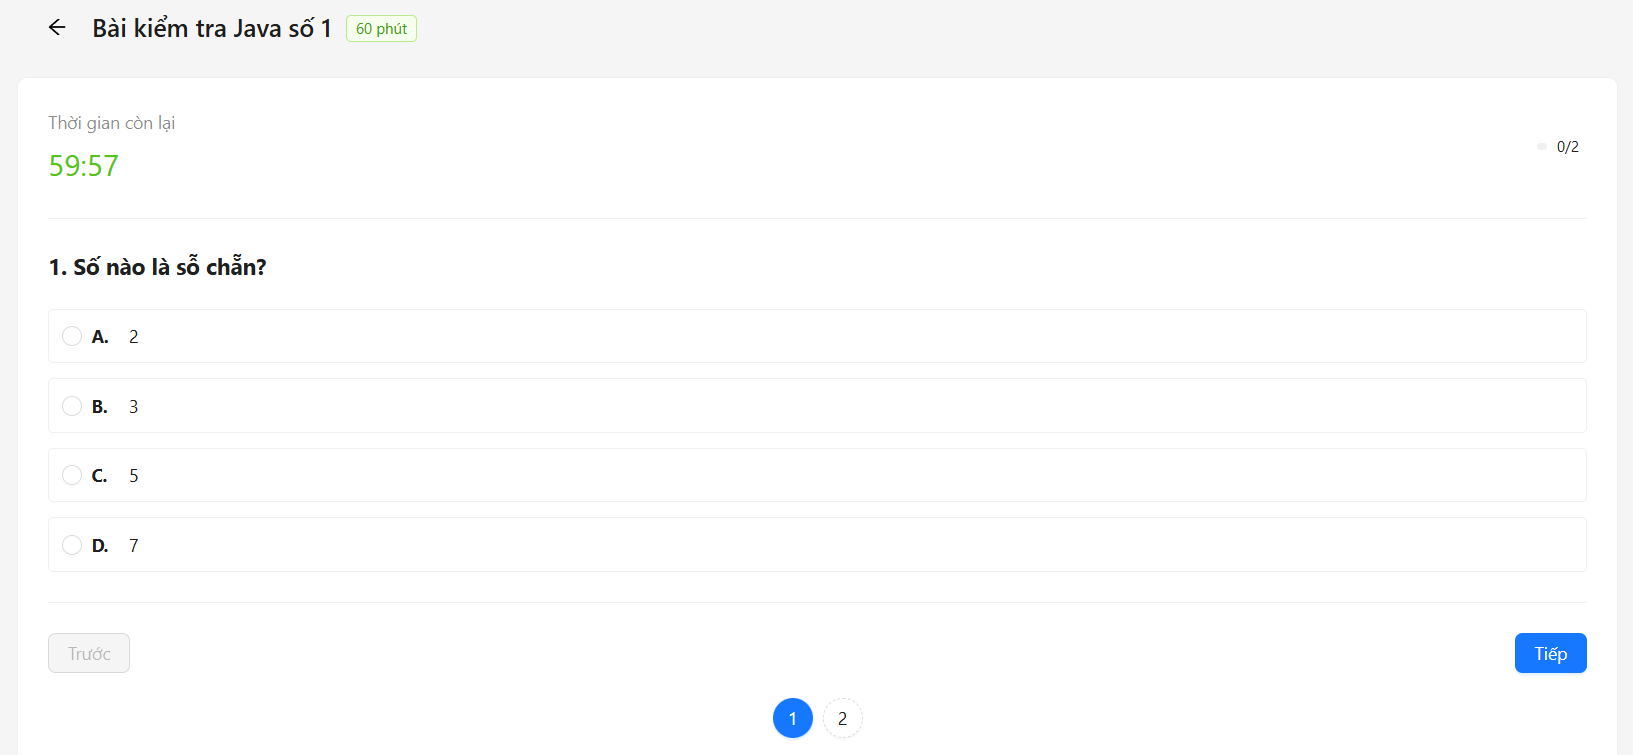 Bài kiểm tra Java số 1 60 phút
Thời gian còn lại
59:57
0/2
1. Số nào là sỗ chẵn?
A. 2
B. 3
C. 5
D. 7
Trước
Tiếp
1 2